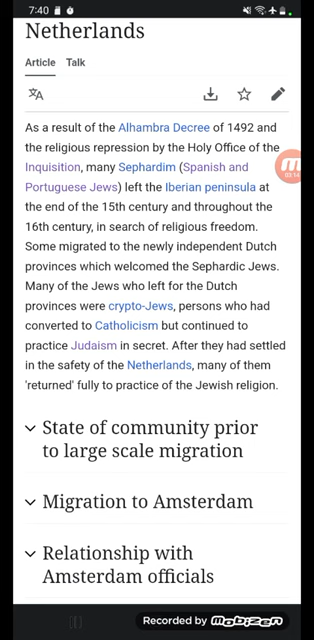 7:40
Netherlands
Article Talk
As a result of the Alhambra Decree of 1492 and
the religious repression by the Holy Office of the
Inquisition, many Sephardim (Spanish and
Portuguese Jews) left the Iberian peninsula at
the end of the 15th century and throughout the
16th century, in search of religious freedom.
Some migrated to the newly independent Dutch
provinces which welcomed the Sephardic Jews.
Many of the Jews who left for the Dutch
provinces were crypto-Jews, persons who had
converted to Catholicism but continued to
practice Judaism in secret. After they had settled
in the safety of the Netherlands, many of them
'returned' fully to practice of the Jewish religion.
State of community prior
to large scale migration
Migration to Amsterdam
Relationship with
Amsterdam officials
Recorded by mobizen